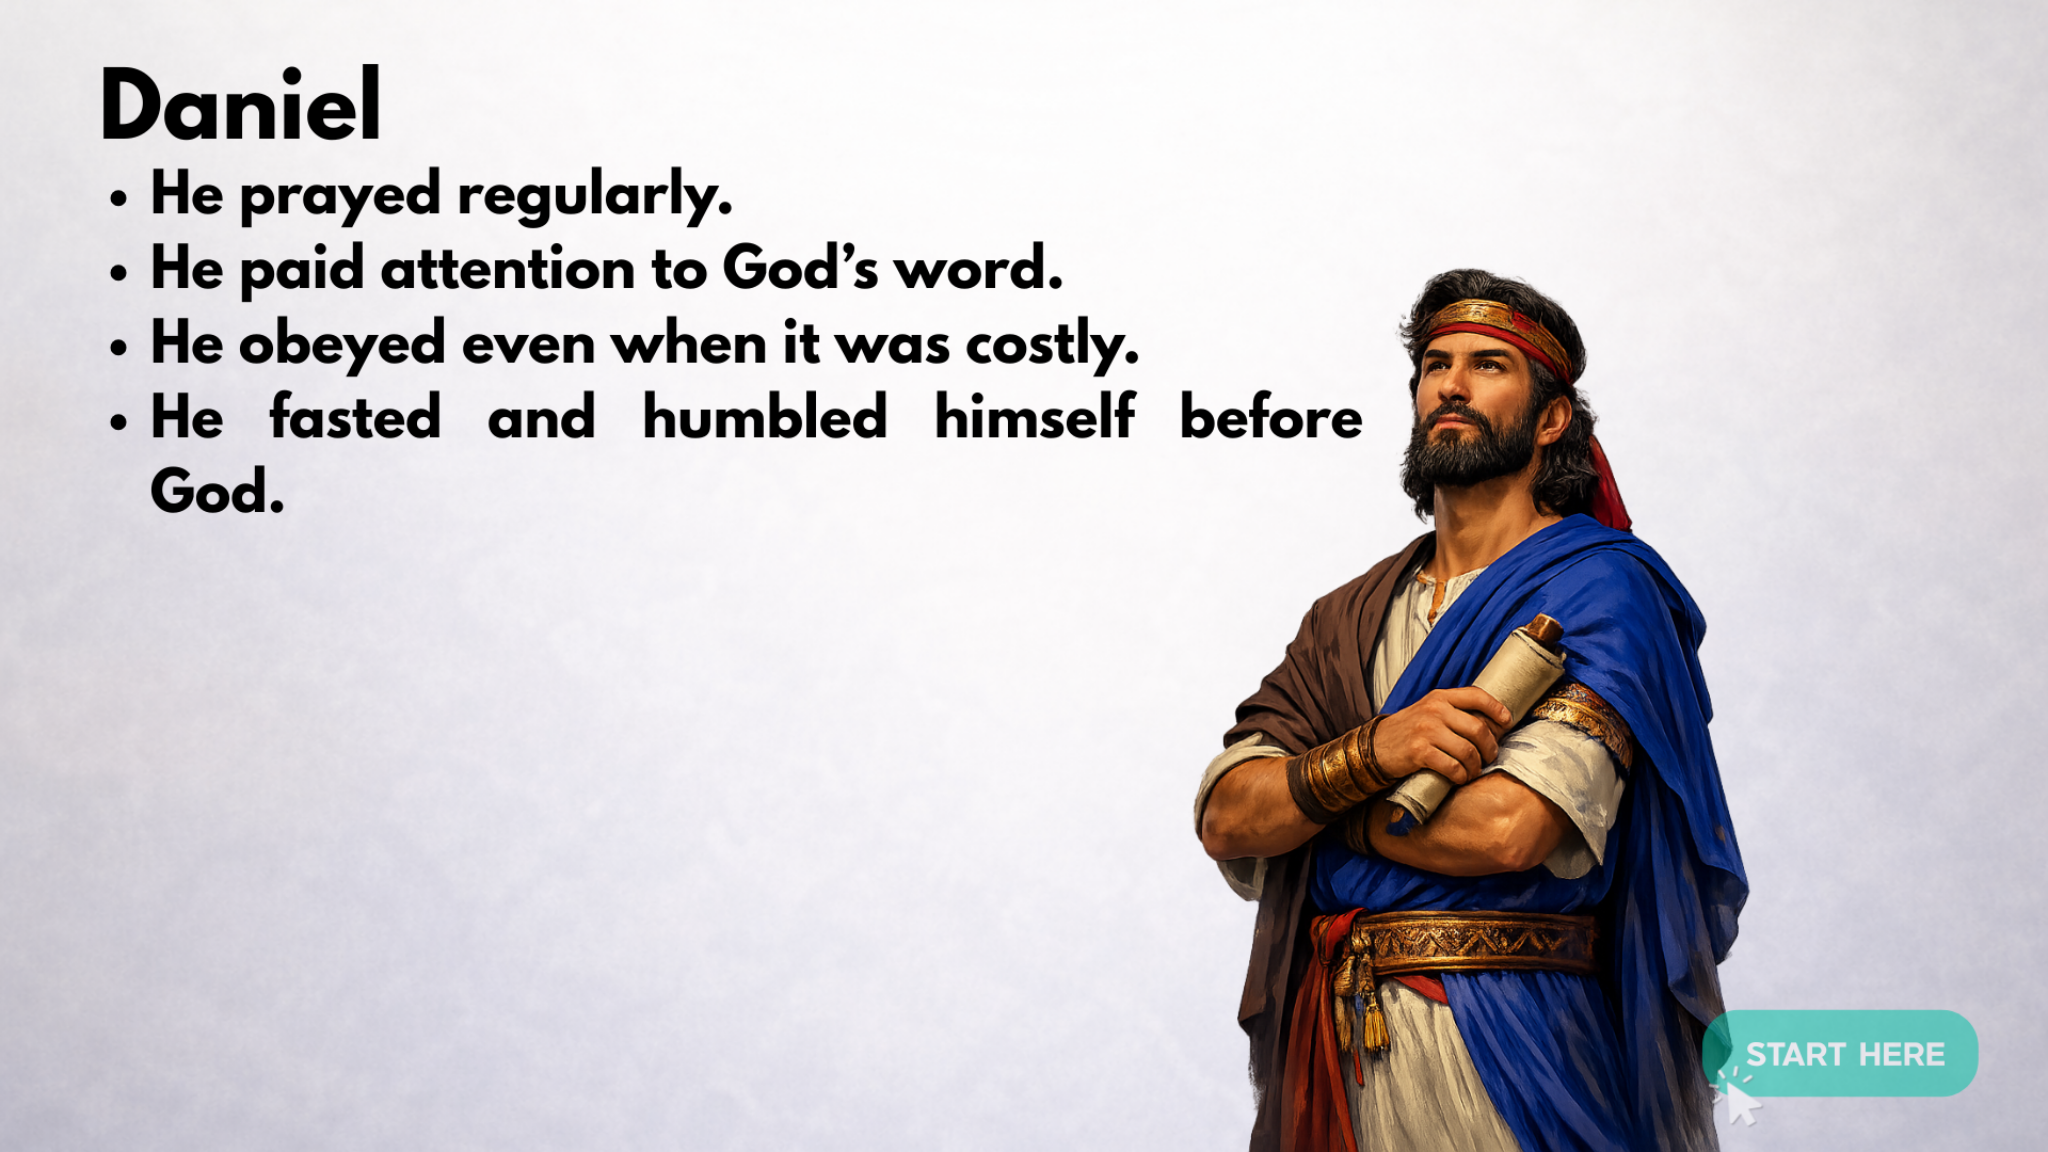 Daniel
• He prayed regularly.
• He paid attention to God’s word.
• He obeyed even when it was costly.
• He fasted and humbled himself before
God.
START HERE